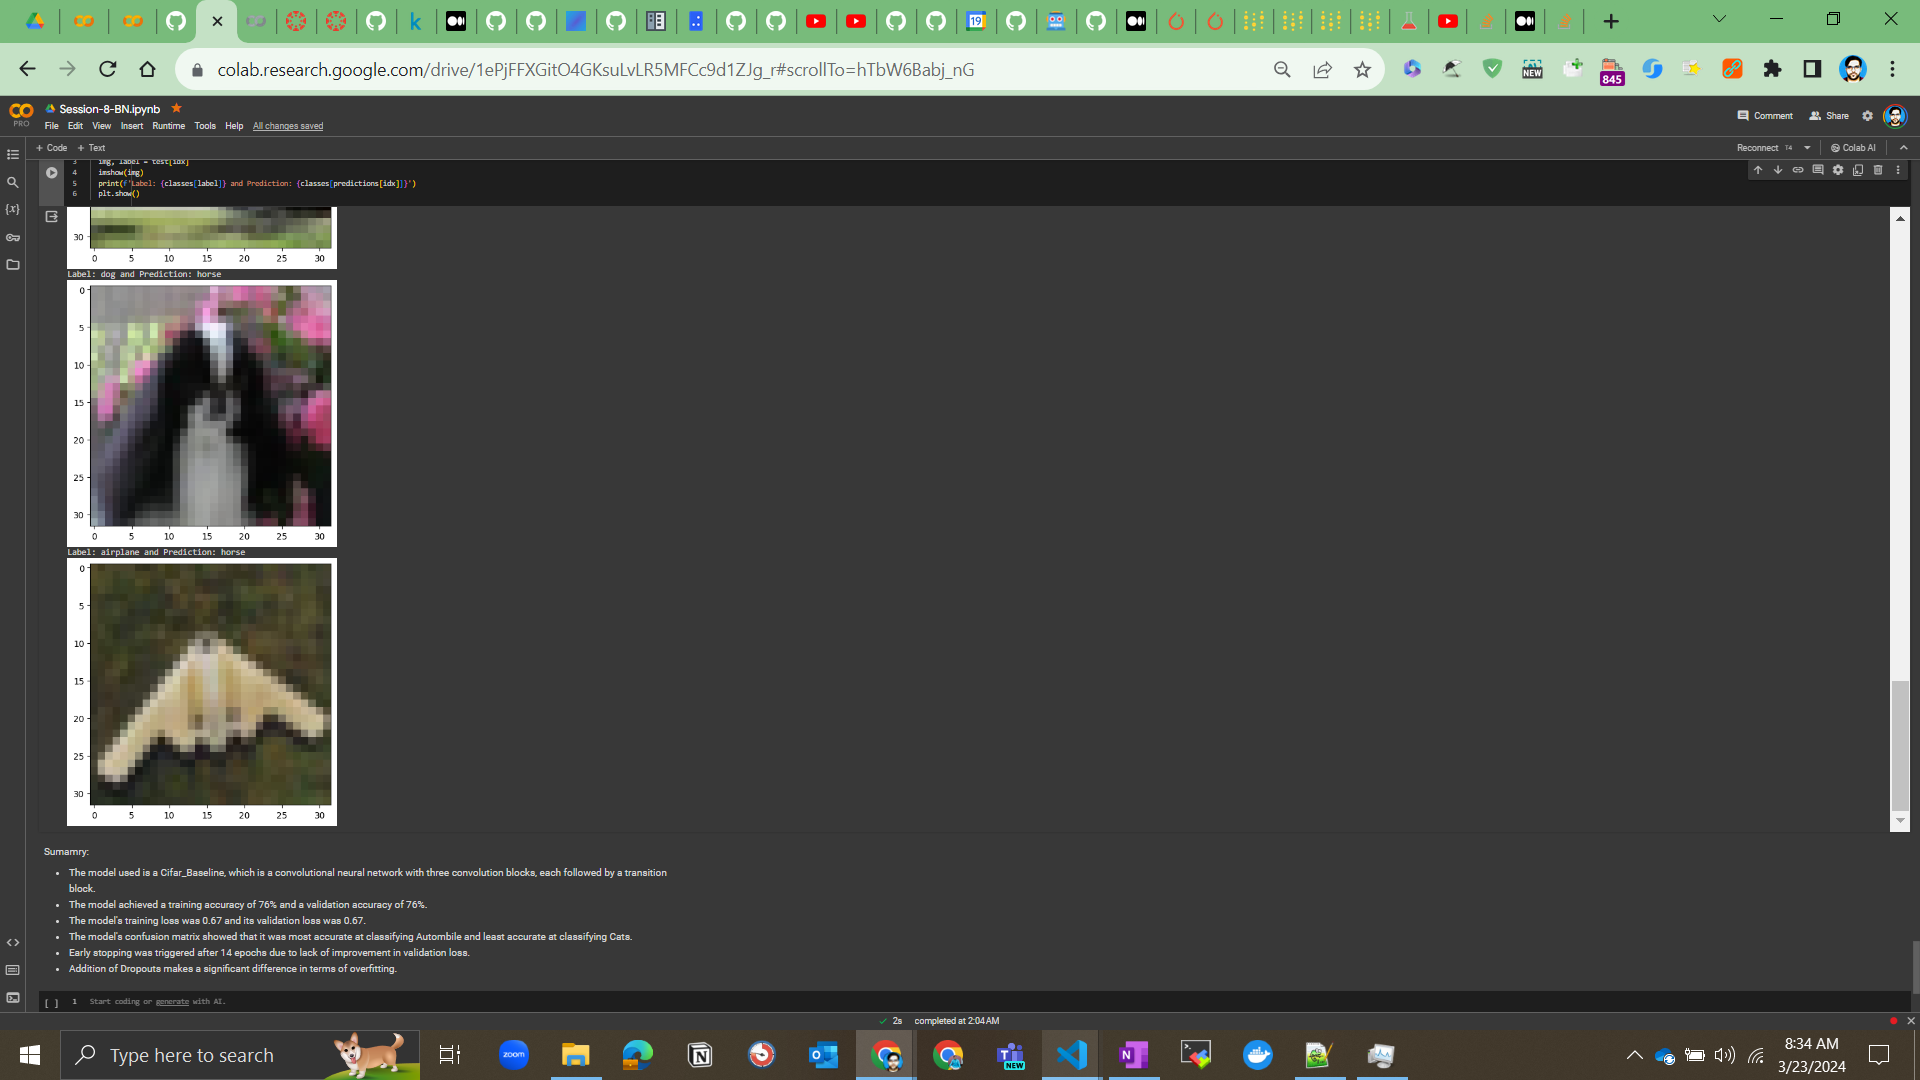 845
colab.research.google.com/drive/1ePjFFXGitO4GKsuLvLR5MFCc9d1ZJg_r#scrollTo=hTbW6Babj_nG
PRO
Session-8-BN.ipynb
File Edit View Insert Runtime Tools Help All changes saved
Comment Share
+ Code + Text
Reconnect T4 Colab AI
3 img, label = test[idx]
4 imshow(img)
5 print(f'Label: {classes[label]} and Prediction: {classes[predictions[idx]]}')
6 plt.show()
30
0 5 10 15 20 25 30
Label: dog and Prediction: horse
0
5
10
15
20
25
30
0 5 10 15 20 25 30
Label: airplane and Prediction: horse
0
5
10
15
20
25
30
0 5 10 15 20 25 30
Sumamry:
• The model used is a Cifar_Baseline, which is a convolutional neural network with three convolution blocks, each followed by a transition
block.
• The model achieved a training accuracy of 76% and a validation accuracy of 76%.
• The model's training loss was 0.67 and its validation loss was 0.67.
• The model's confusion matrix showed that it was most accurate at classifying Autombile and least accurate at classifying Cats.
• Early stopping was triggered after 14 epochs due to lack of improvement in validation loss.
• Addition of Dropouts makes a significant difference in terms of overfitting.
[ ] 1 Start coding or generate with AI.
2s completed at 2:04 AM
Type here to search
zoom
NEW
8:34 AM
3/23/2024